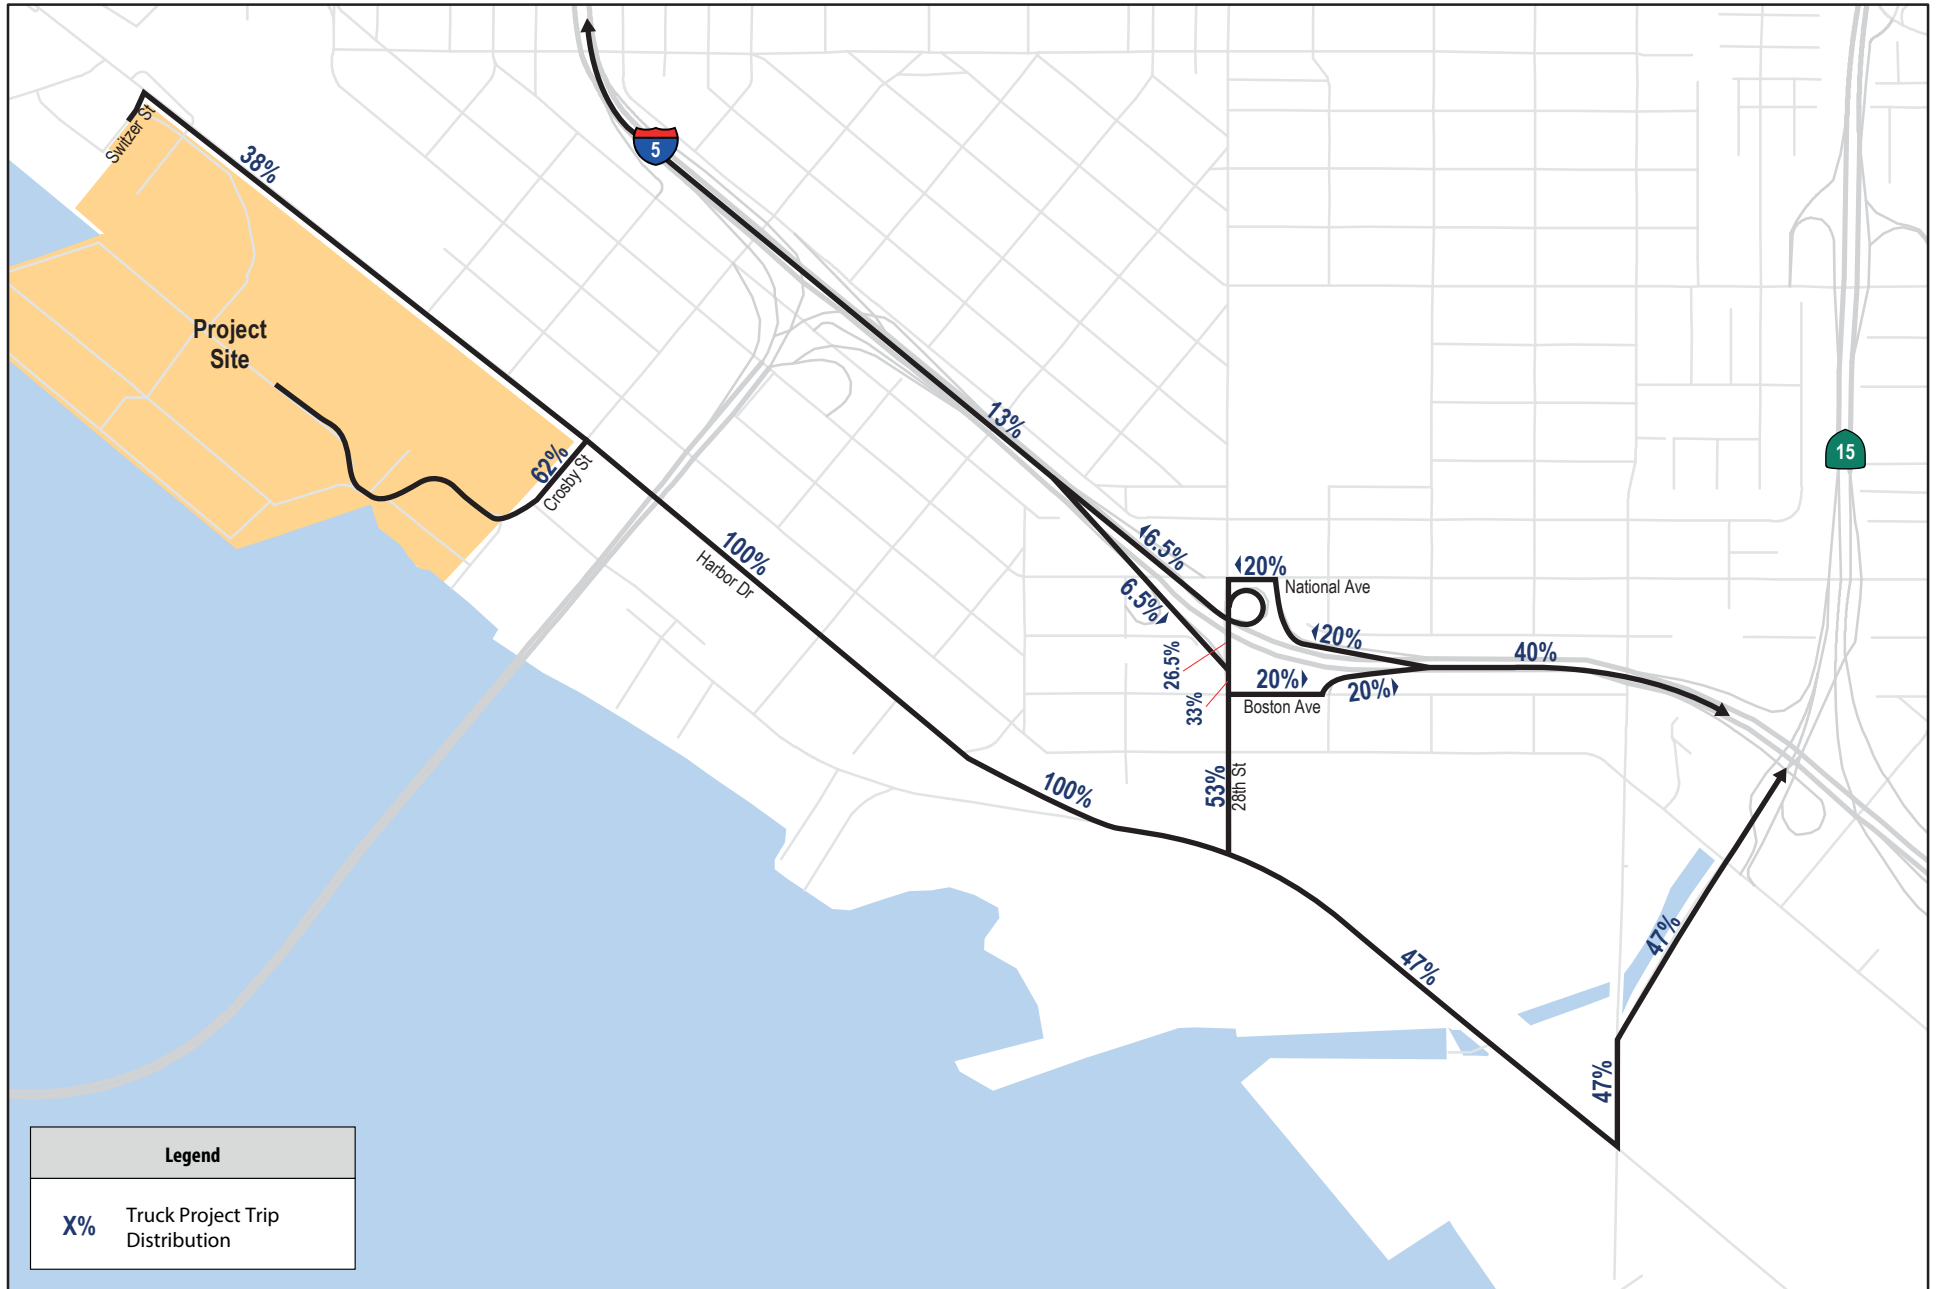 Switzer St
38%
5
Project
Site
13%
62%
Crosby St
15
100%
Harbor Dr
6.5%
20%
National Ave
6.5%
20%
26.5%
40%
20%
20%
33%
Boston Ave
100%
53%
28th St
47%
47%
47%
Legend
X%
Truck Project Trip
Distribution